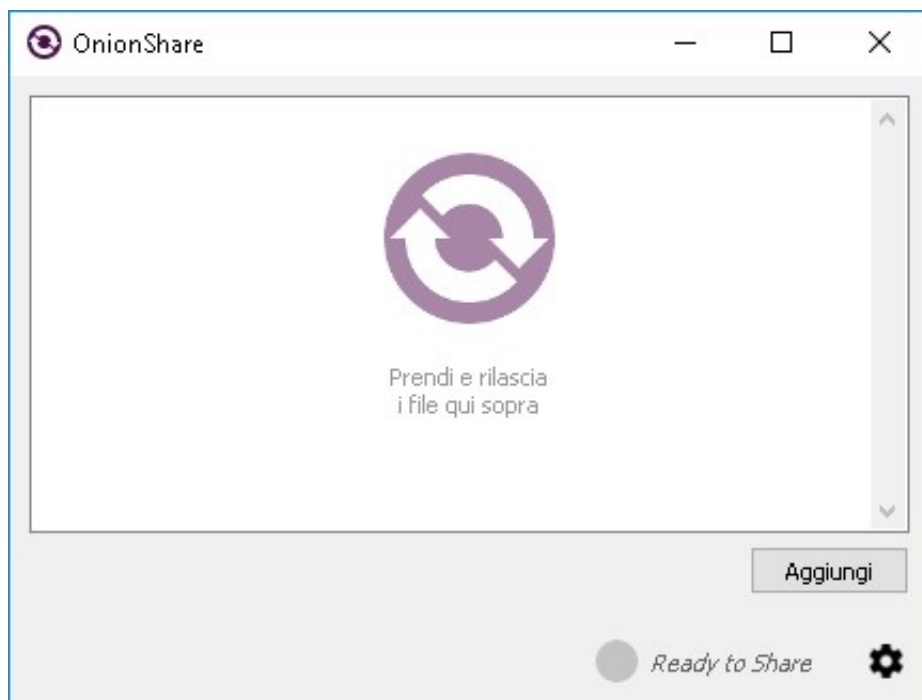 OnionShare
Prendi e rilascia
i file qui sopra
Aggiungi
Ready to Share